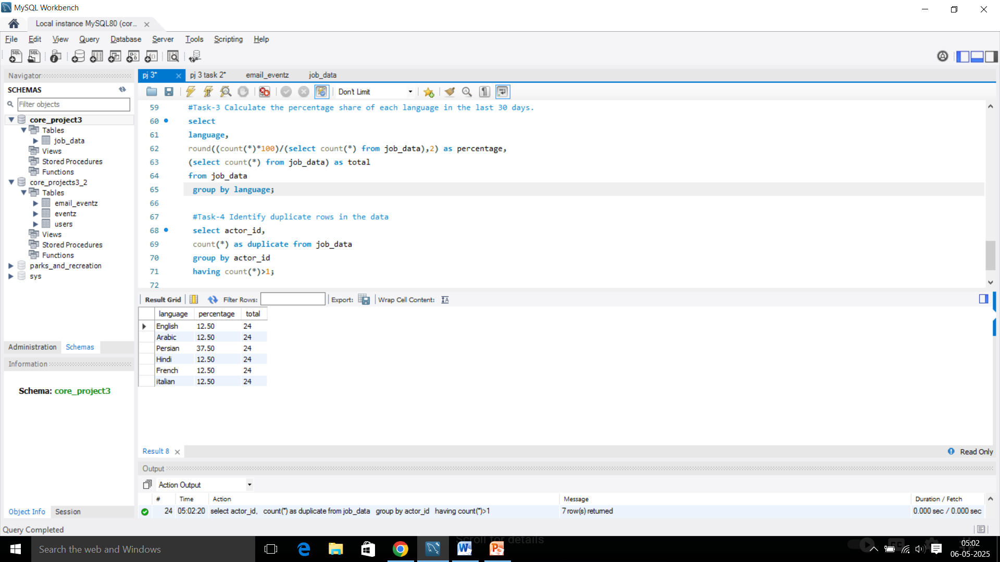 MySQL Workbench
Local instance MySQL80 (cor...
File Edit View Query Database Server Tools Scripting Help
Navigator
SCHEMAS
Filter objects
core_project3
Tables
job_data
Views
Stored Procedures
Functions
core_projects3_2
Tables
email_eventz
eventz
users
Views
Stored Procedures
Functions
parks_and_recreation
sys
Administration Schemas
Information
Schema: core_project3
Object Info Session
pj 3* pj 3 task 2* email_eventz job_data
Don't Limit
59 #Task-3 Calculate the percentage share of each language in the last 30 days.
60 select
61 language,
62 round((count(*)*100)/(select count(*) from job_data),2) as percentage,
63 (select count(*) from job_data) as total
64 from job_data
65 group by language;
66
67 #Task-4 Identify duplicate rows in the data
68 select actor_id,
69 count(*) as duplicate from job_data
70 group by actor_id
71 having count(*)>1;
72
Result Grid Filter Rows: Export: Wrap Cell Content:
language percentage total
English 12.50 24
Arabic 12.50 24
Persian 37.50 24
Hindi 12.50 24
French 12.50 24
italian 12.50 24
Result 8 Read Only
Output
Action Output
# Time Action Message Duration / Fetch
24 05:02:20 select actor_id, count(*) as duplicate from job_data group by actor_id having count(*)>1 7 row(s) returned 0.000 sec / 0.000 sec
Query Completed
Scroll for details
Search the web and Windows
05:02
06-05-2025